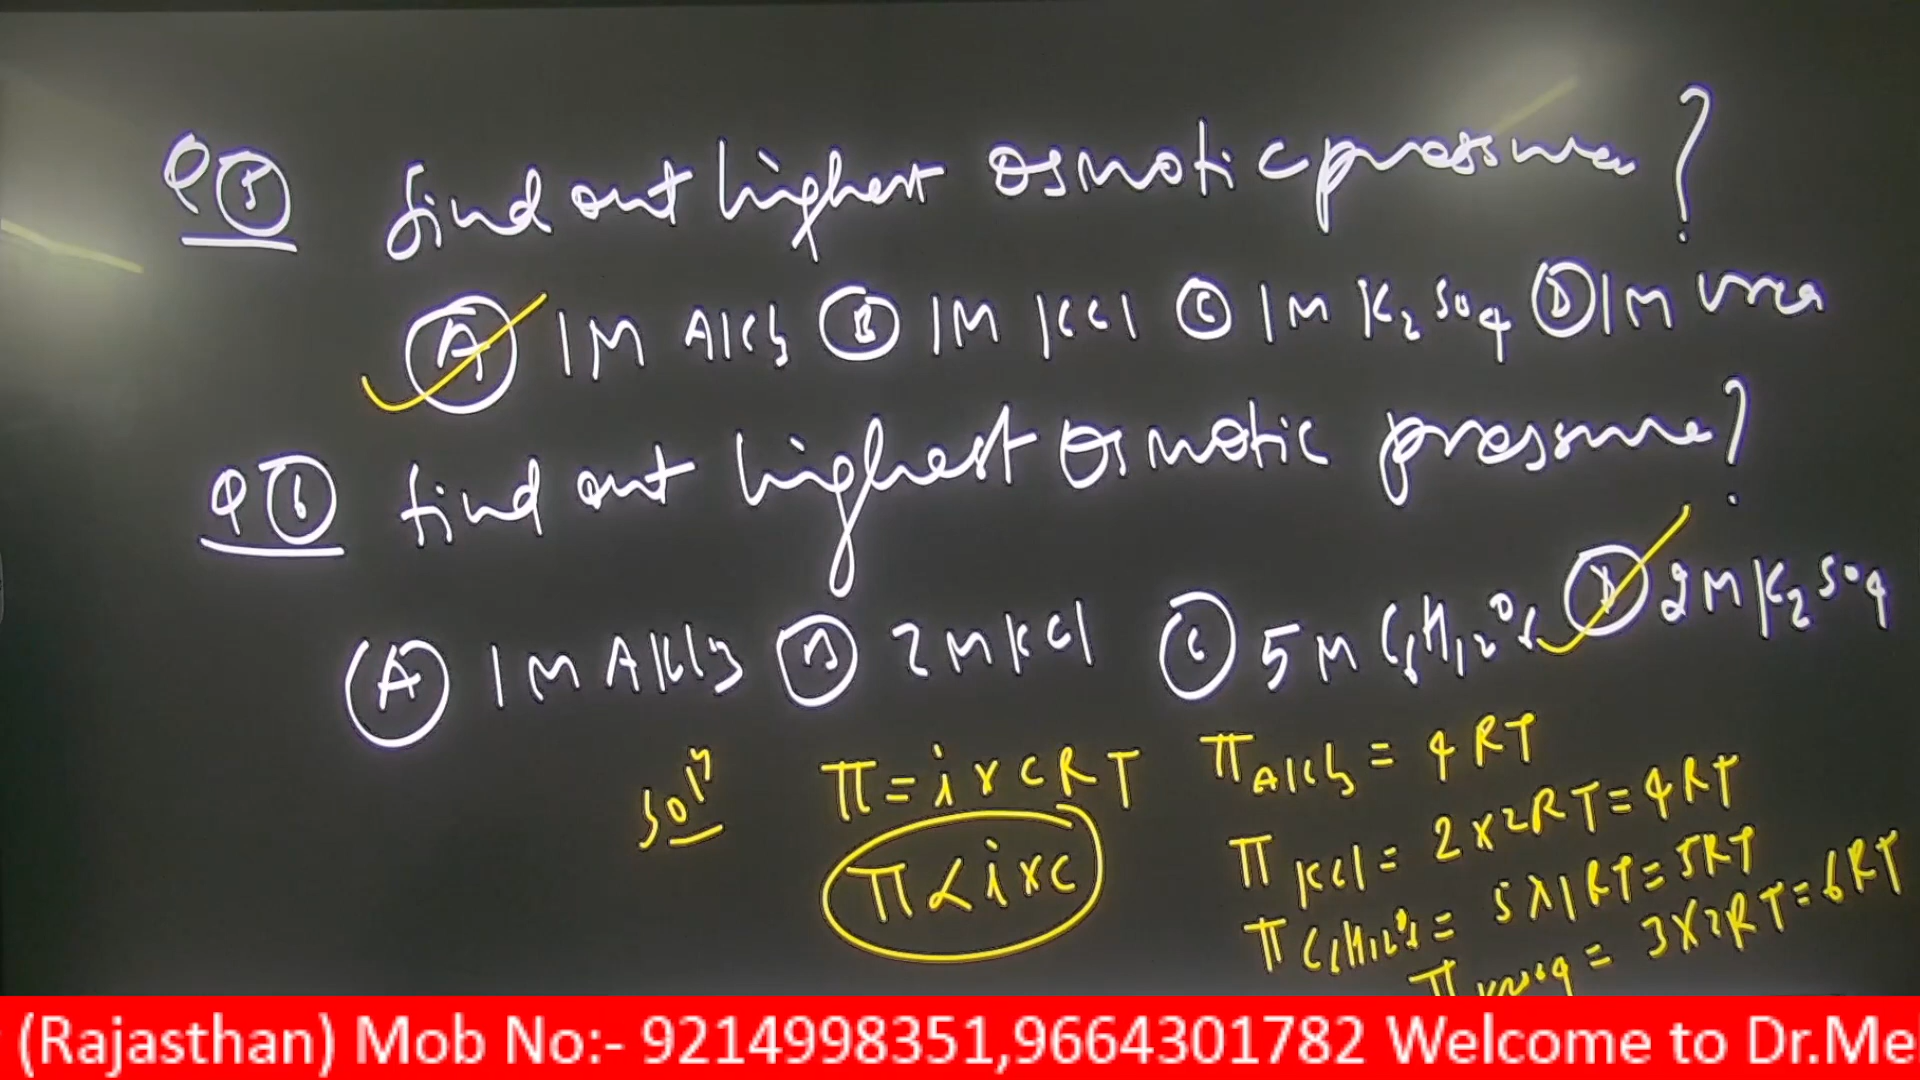 Q 5 find out highest osmotic pressure ?
A 1M AlCl3 B 1M KCl C 1M K2SO4 D 1M urea
Q 6 find out highest osmotic pressure ?
A 1M AlCl3 B 2M KCl C 5M C6H12O6 D 2M K2SO4
Soln π = i x C R T π AlCl3 = 4 RT
π KCl = 2 x 2RT = 4RT
π α i x c
π C6H12O6 = 5 x 1RT = 5RT
π K2SO4 = 3 x 2RT = 6RT
(Rajasthan) Mob No:- 9214998351,9664301782 Welcome to Dr.Me